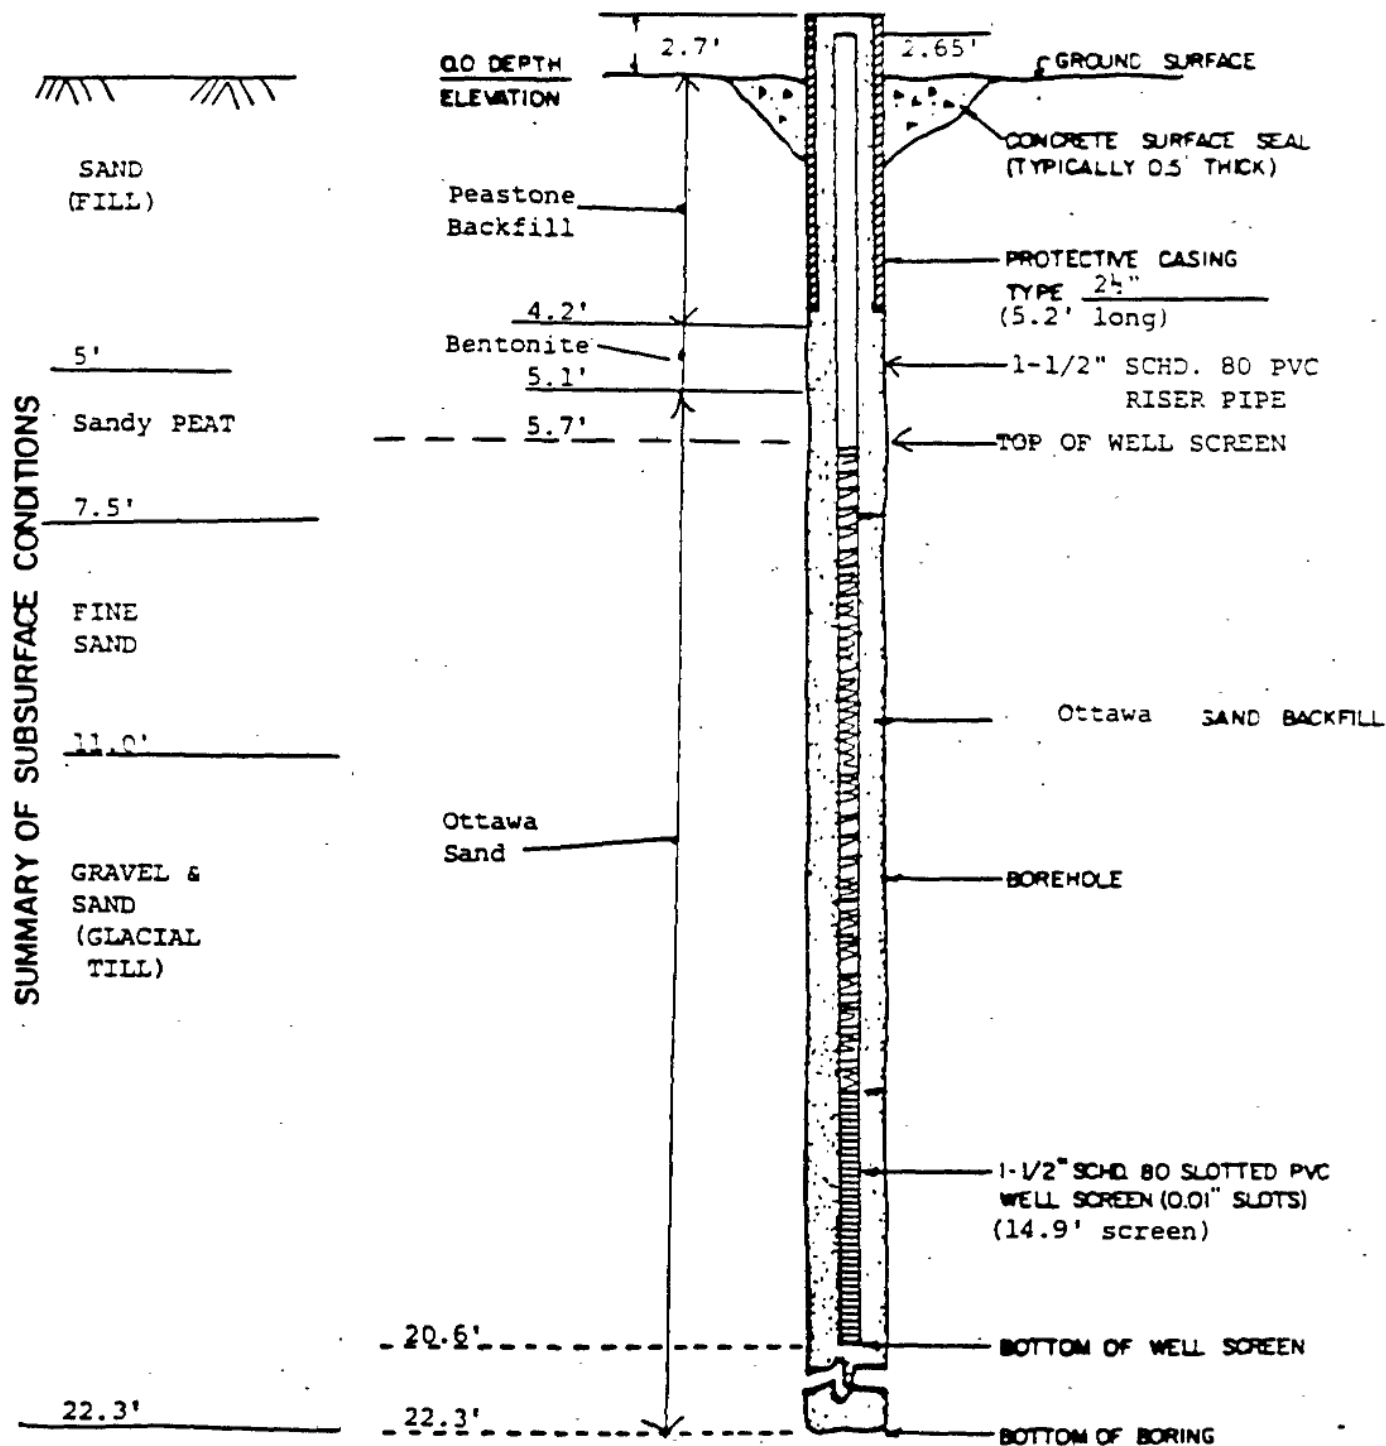 2.7'
2.65'
0.0 DEPTH
ELEVATION
GROUND SURFACE
CONCRETE SURFACE SEAL
(TYPICALLY 0.5' THICK)
SAND
(FILL)
Peastone
Backfill
PROTECTIVE CASING
TYPE 2½"
(5.2' long)
4.2'
Bentonite
5'
5.1'
1-1/2" SCHD. 80 PVC
RISER PIPE
Sandy PEAT
5.7'
TOP OF WELL SCREEN
7.5'
SUMMARY OF SUBSURFACE CONDITIONS
FINE
SAND
Ottawa SAND BACKFILL
11.0'
Ottawa
Sand
GRAVEL &
SAND
(GLACIAL
TILL)
BOREHOLE
1-1/2" SCHD. 80 SLOTTED PVC
WELL SCREEN (0.01" SLOTS)
(14.9' screen)
20.6'
BOTTOM OF WELL SCREEN
22.3'
22.3'
BOTTOM OF BORING